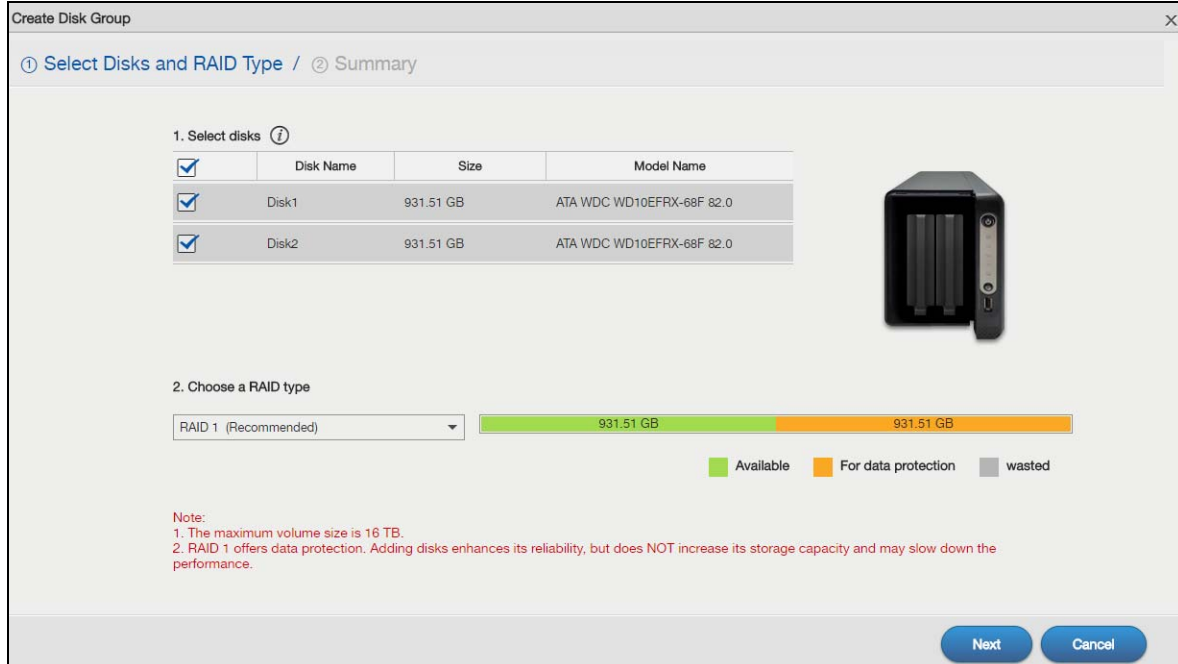 Create Disk Group
X
① Select Disks and RAID Type / ② Summary
1. Select disks ⓘ
Disk Name Size Model Name
Disk1 931.51 GB ATA WDC WD10EFRX-68F 82.0
Disk2 931.51 GB ATA WDC WD10EFRX-68F 82.0
2. Choose a RAID type
RAID 1 (Recommended) 931.51 GB 931.51 GB
Available For data protection wasted
Note:
1. The maximum volume size is 16 TB.
2. RAID 1 offers data protection. Adding disks enhances its reliability, but does NOT increase its storage capacity and may slow down the
performance.
Next Cancel